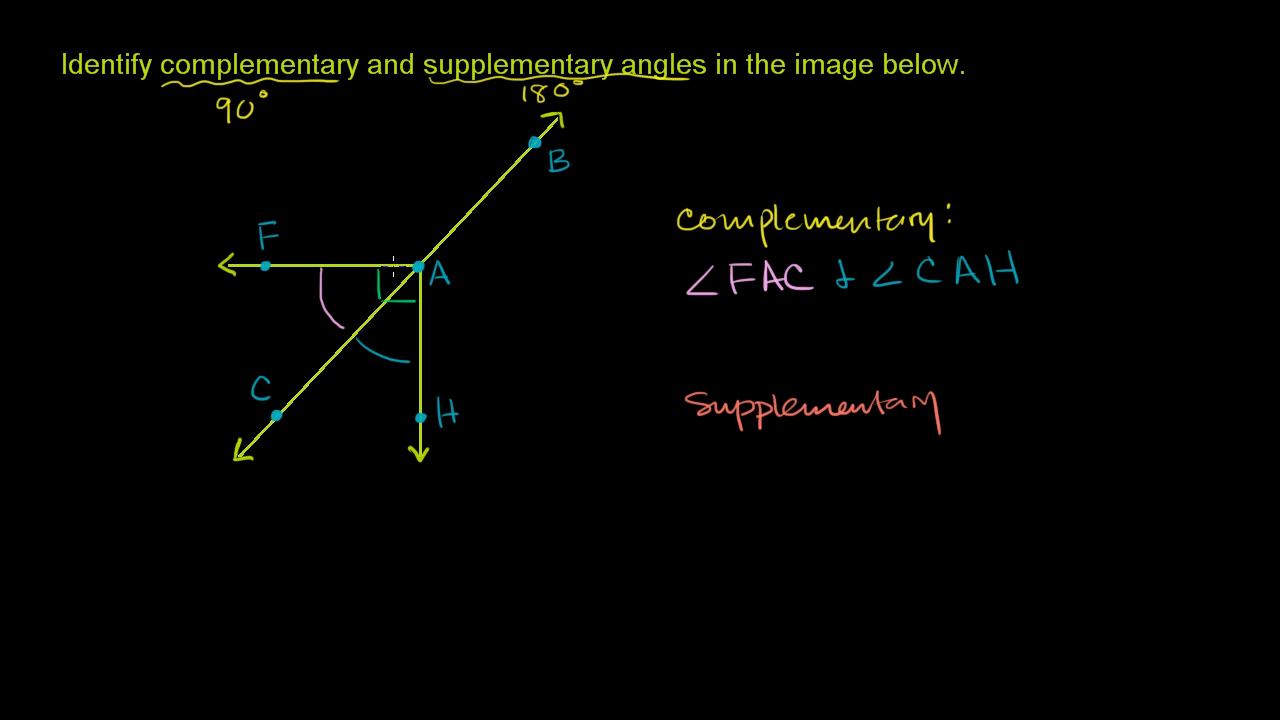 Identify complementary and supplementary angles in the image below.
90° 180°
B
F
A
C
H
complementary:
∠FAC & ∠CAH
Supplementary